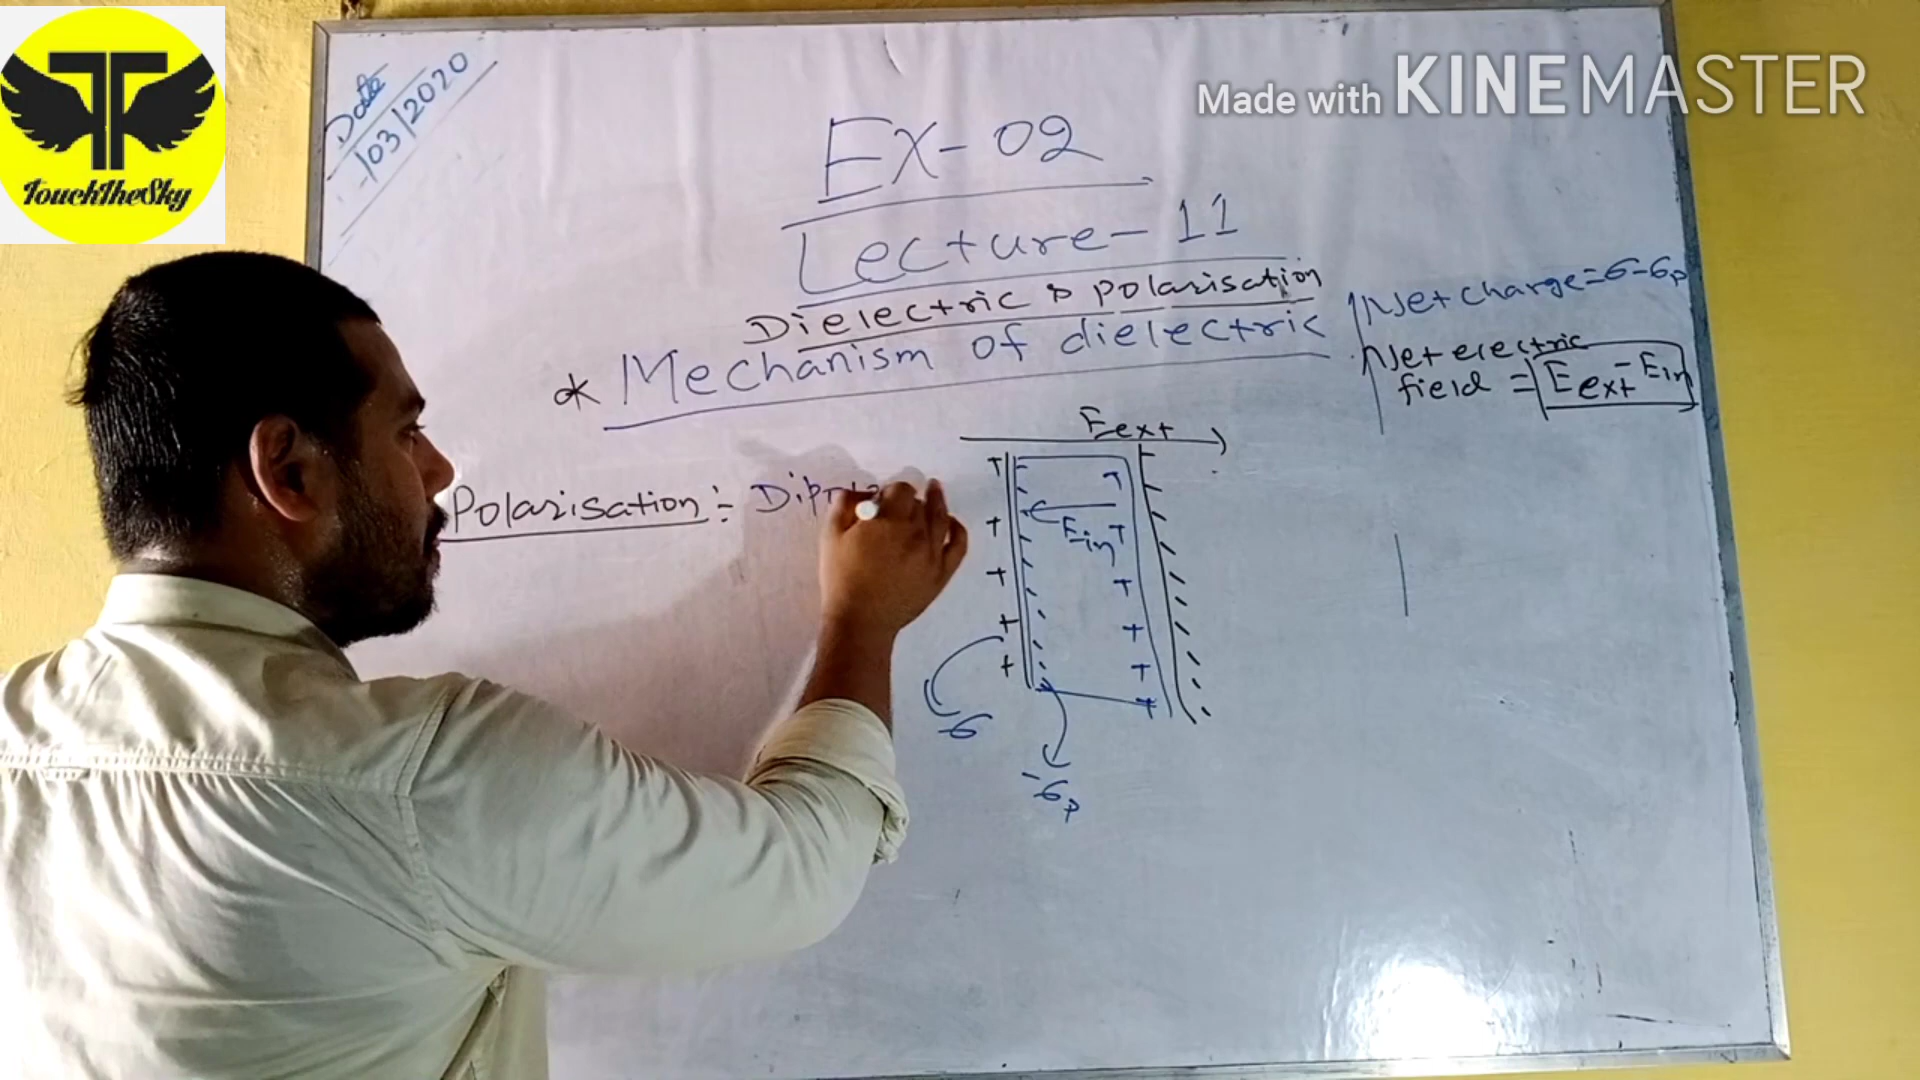 TouchTheSky
Made with KINEMASTER
Date
-/03/2020
EX-02
Lecture-11
Dielectric & polarisation
* Mechanism of dielectric
Net charge = σ-σp
Net electric
field = Eext - Ein
Eext
Polarisation :-
Ein
σ
-σp